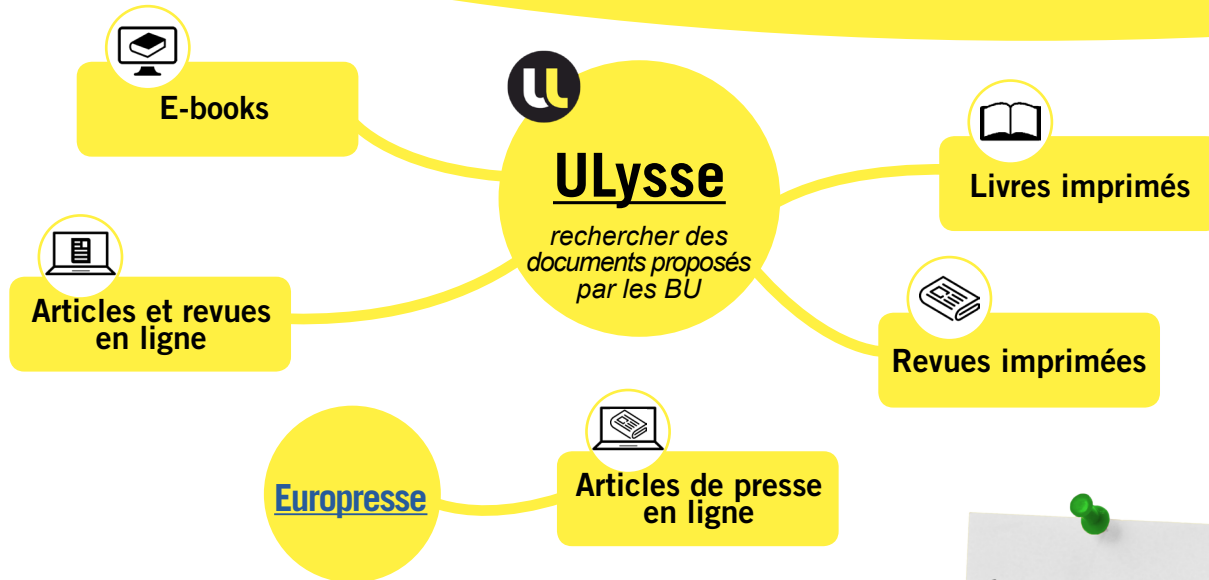 E-books
ULysse
rechercher des
documents proposés
par les BU
Livres imprimés
Articles et revues
en ligne
Revues imprimées
Europresse
Articles de presse
en ligne